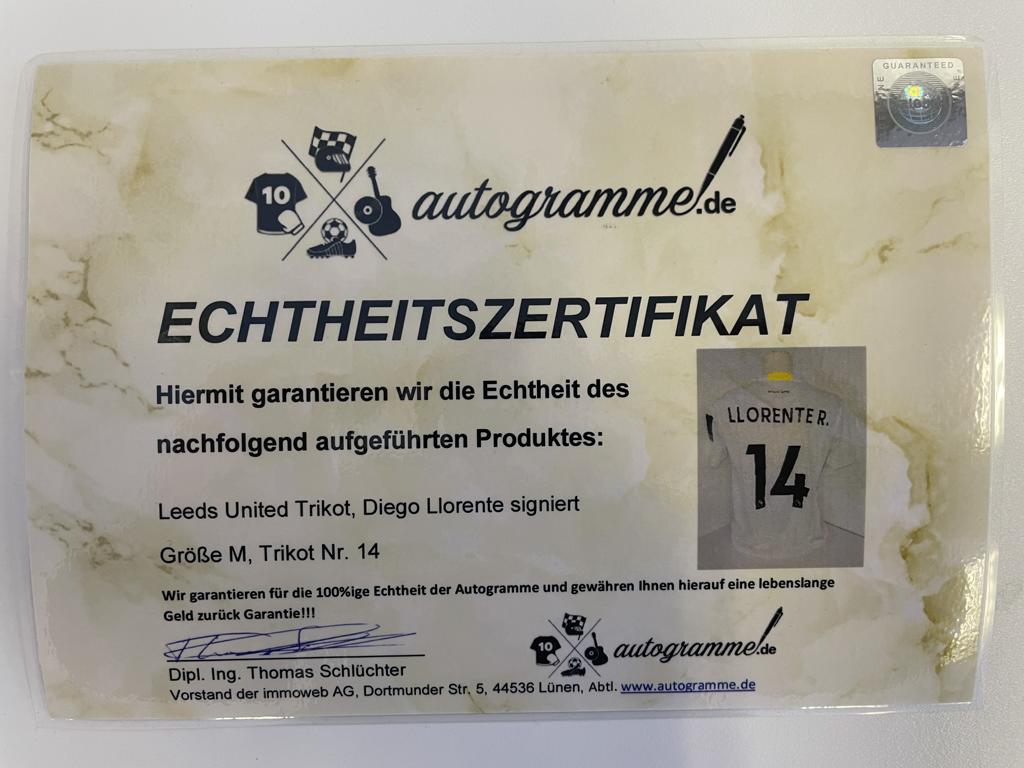 GUARANTEED
10
autogramme.de
ECHTHEITSZERTIFIKAT
Hiermit garantieren wir die Echtheit des
nachfolgend aufgeführten Produktes:
LLORENTE R.
14
Leeds United Trikot, Diego Llorente signiert
Größe M, Trikot Nr. 14
Wir garantieren für die 100%ige Echtheit der Autogramme und gewähren Ihnen hierauf eine lebenslange
Geld zurück Garantie!!!
10
autogramme.de
Dipl. Ing. Thomas Schlüchter
Vorstand der immoweb AG, Dortmunder Str. 5, 44536 Lünen, Abtl. www.autogramme.de